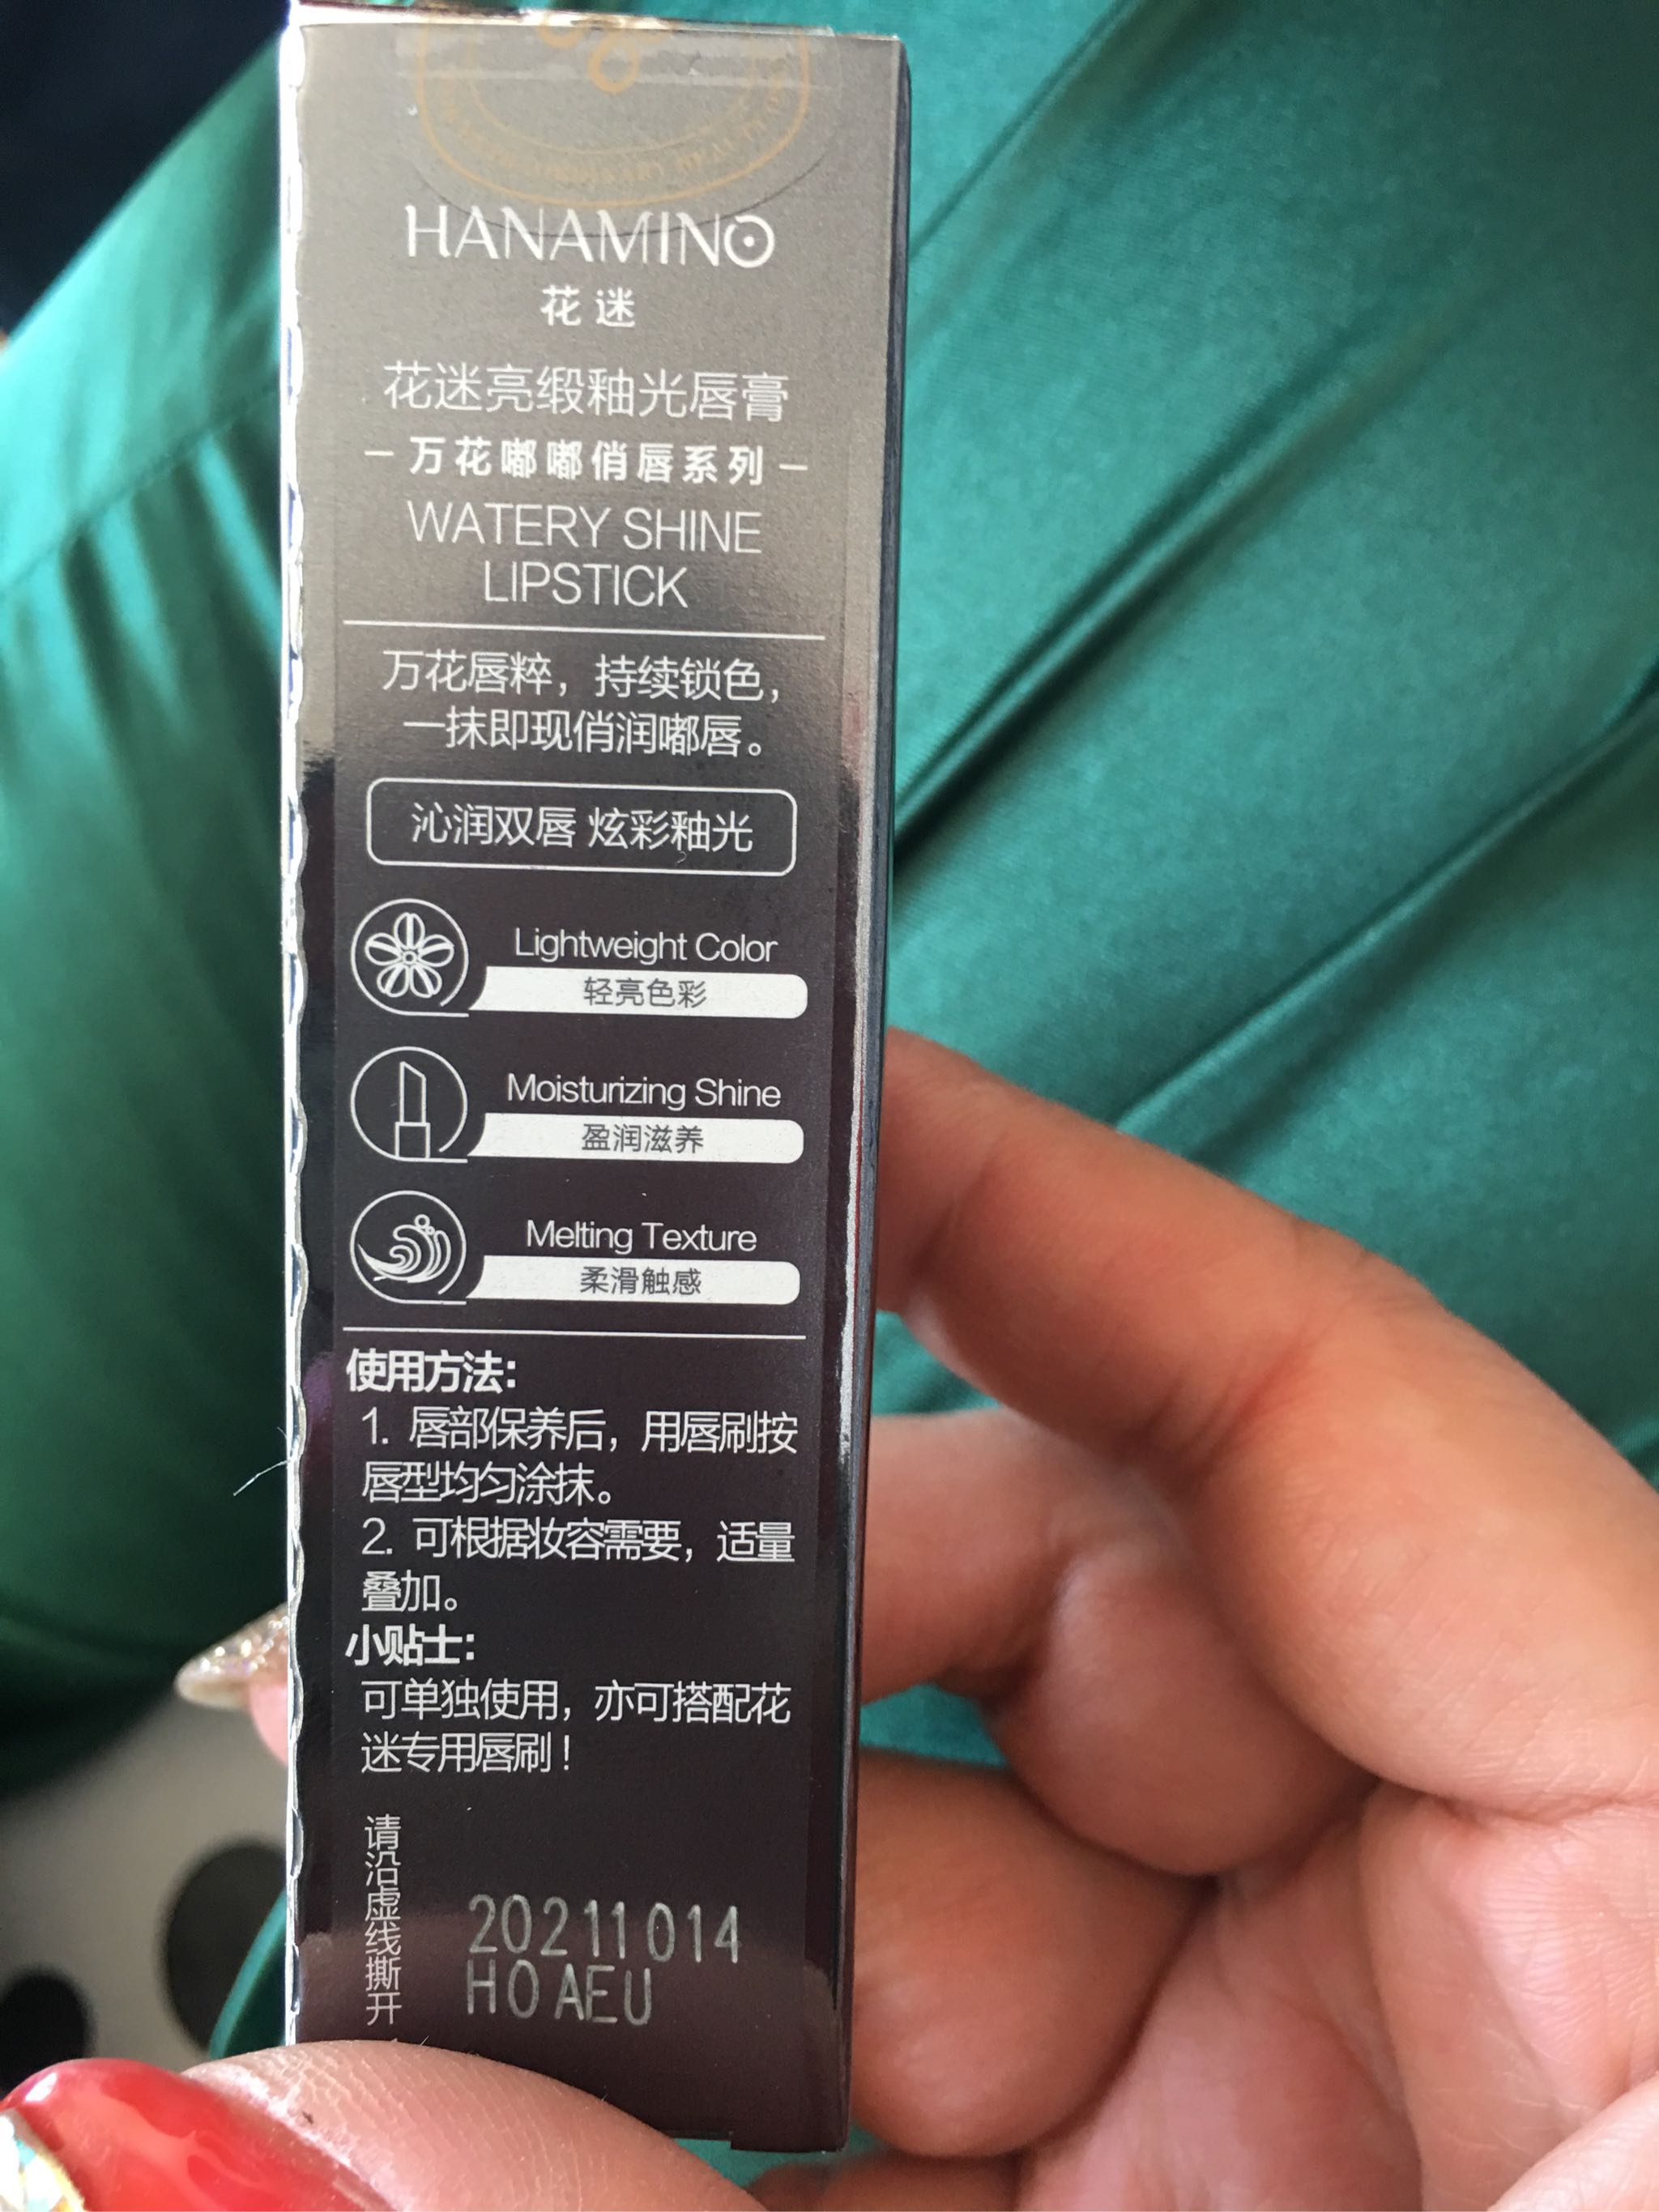 HANAMINO
花迷
花迷亮缎釉光唇膏
－万花嘟嘟俏唇系列－
WATERY SHINE
LIPSTICK
万花唇粹，持续锁色，
一抹即现俏润嘟唇。
沁润双唇 炫彩釉光
Lightweight Color
轻亮色彩
Moisturizing Shine
盈润滋养
Melting Texture
柔滑触感
使用方法：
1. 唇部保养后，用唇刷按
唇型均匀涂抹。
2. 可根据妆容需要，适量
叠加。
小贴士：
可单独使用，亦可搭配花
迷专用唇刷！
请沿虚线撕开
20211014
HOAEU